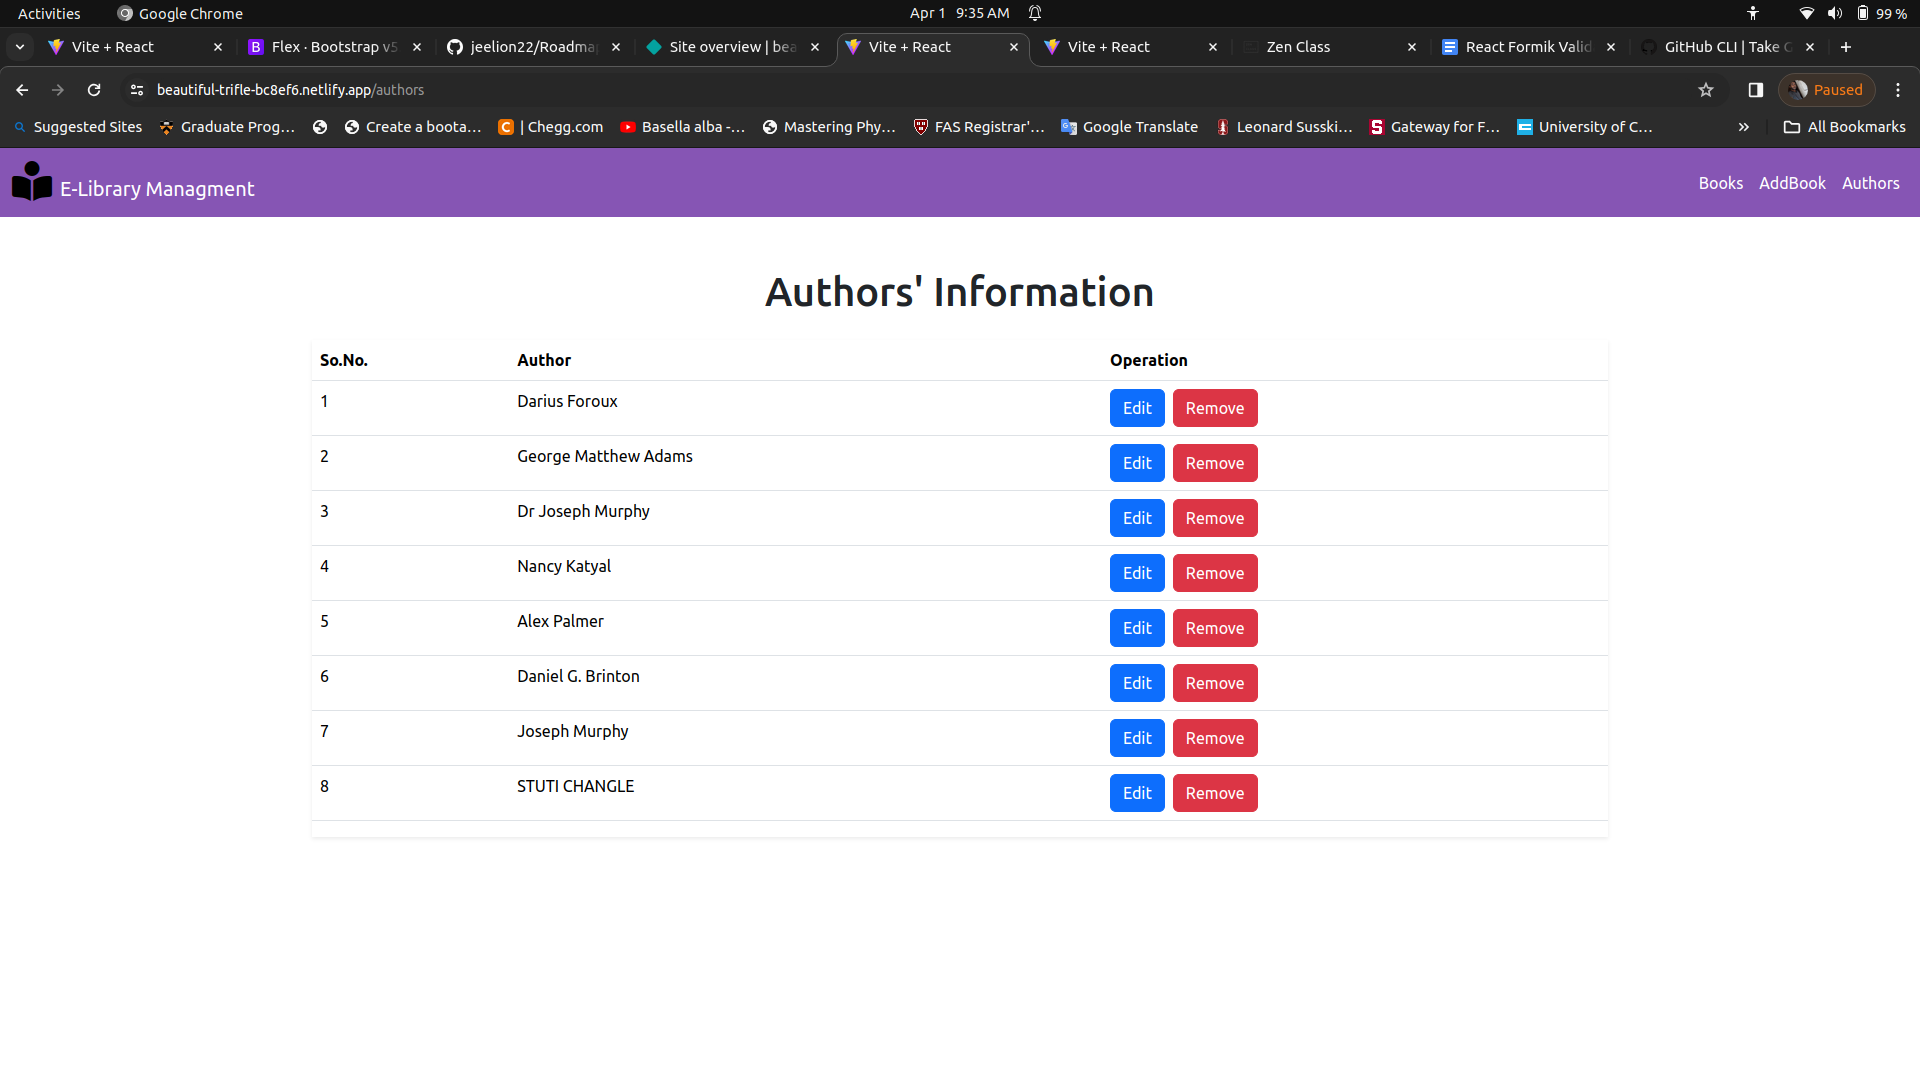 Activities Google Chrome Apr 1 9:35 AM 99 %
Vite + React Flex · Bootstrap v5 jeelion22/Roadma Site overview | bea Vite + React Vite + React Zen Class React Formik Valid GitHub CLI | Take
beautiful-trifle-bc8ef6.netlify.app/authors Paused
Suggested Sites Graduate Prog... Create a boota... | Chegg.com Basella alba -... Mastering Phy... FAS Registrar'... Google Translate Leonard Susski... Gateway for F... University of C... » All Bookmarks
E-Library Managment Books AddBook Authors
Authors' Information
So.No. Author Operation
1 Darius Foroux Edit Remove
2 George Matthew Adams Edit Remove
3 Dr Joseph Murphy Edit Remove
4 Nancy Katyal Edit Remove
5 Alex Palmer Edit Remove
6 Daniel G. Brinton Edit Remove
7 Joseph Murphy Edit Remove
8 STUTI CHANGLE Edit Remove